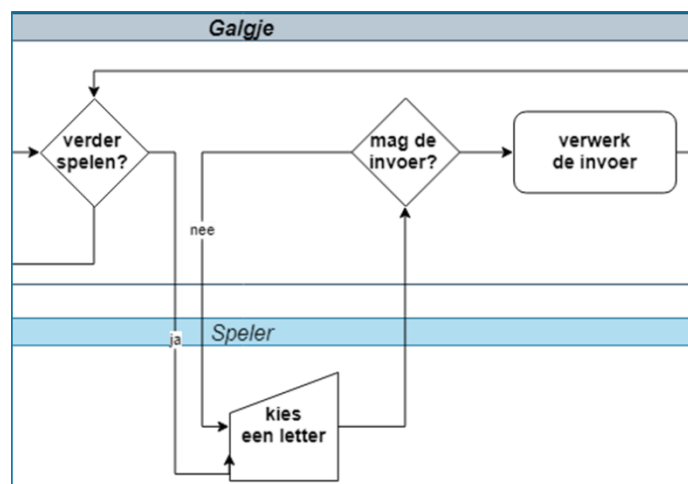 Galgje
verder
spelen?
mag de
invoer?
verwerk
de invoer
nee
ja
Speler
kies
een letter